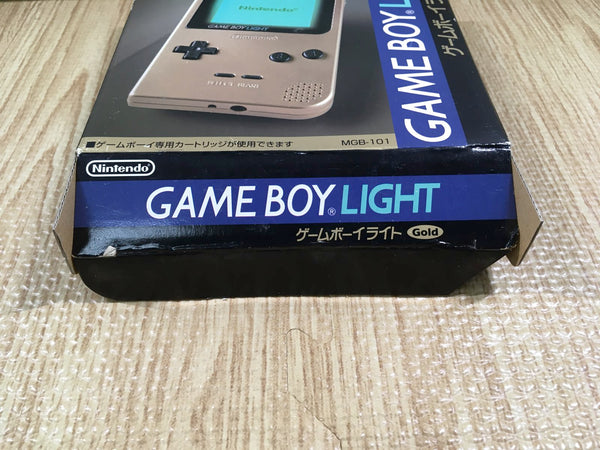 Nintendo
GAME BOY L
ゲームボーイ
■ゲームボーイ専用カートリッジが使用できます
MGB-101
Nintendo
GAME BOY® LIGHT
ゲームボーイライト Gold